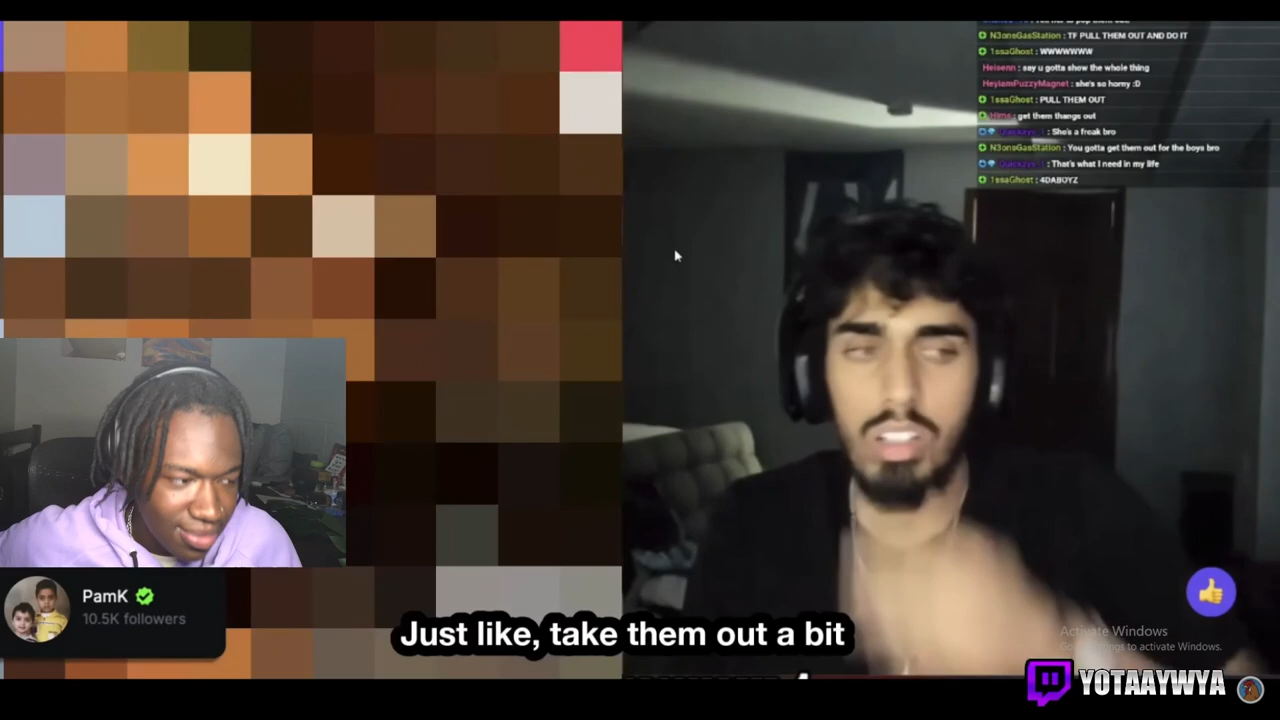 N3onsGasStation : TF PULL THEM OUT AND DO IT
1ssaGhost : WWWWWWW
Heisenn : say u gotta show the whole thing
HeyIamPuzzyMagnet : she's so horny :D
1ssaGhost : PULL THEM OUT
: get them thangs out
: She's a freak bro
N3onsGasStation : You gotta get them out for the boys bro
: That's what I need in my life
1ssaGhost : 4DABOYZ
PamK
10.5K followers
Just like, take them out a bit
Activate Windows
to activate Windows.
YOTAAYWYA